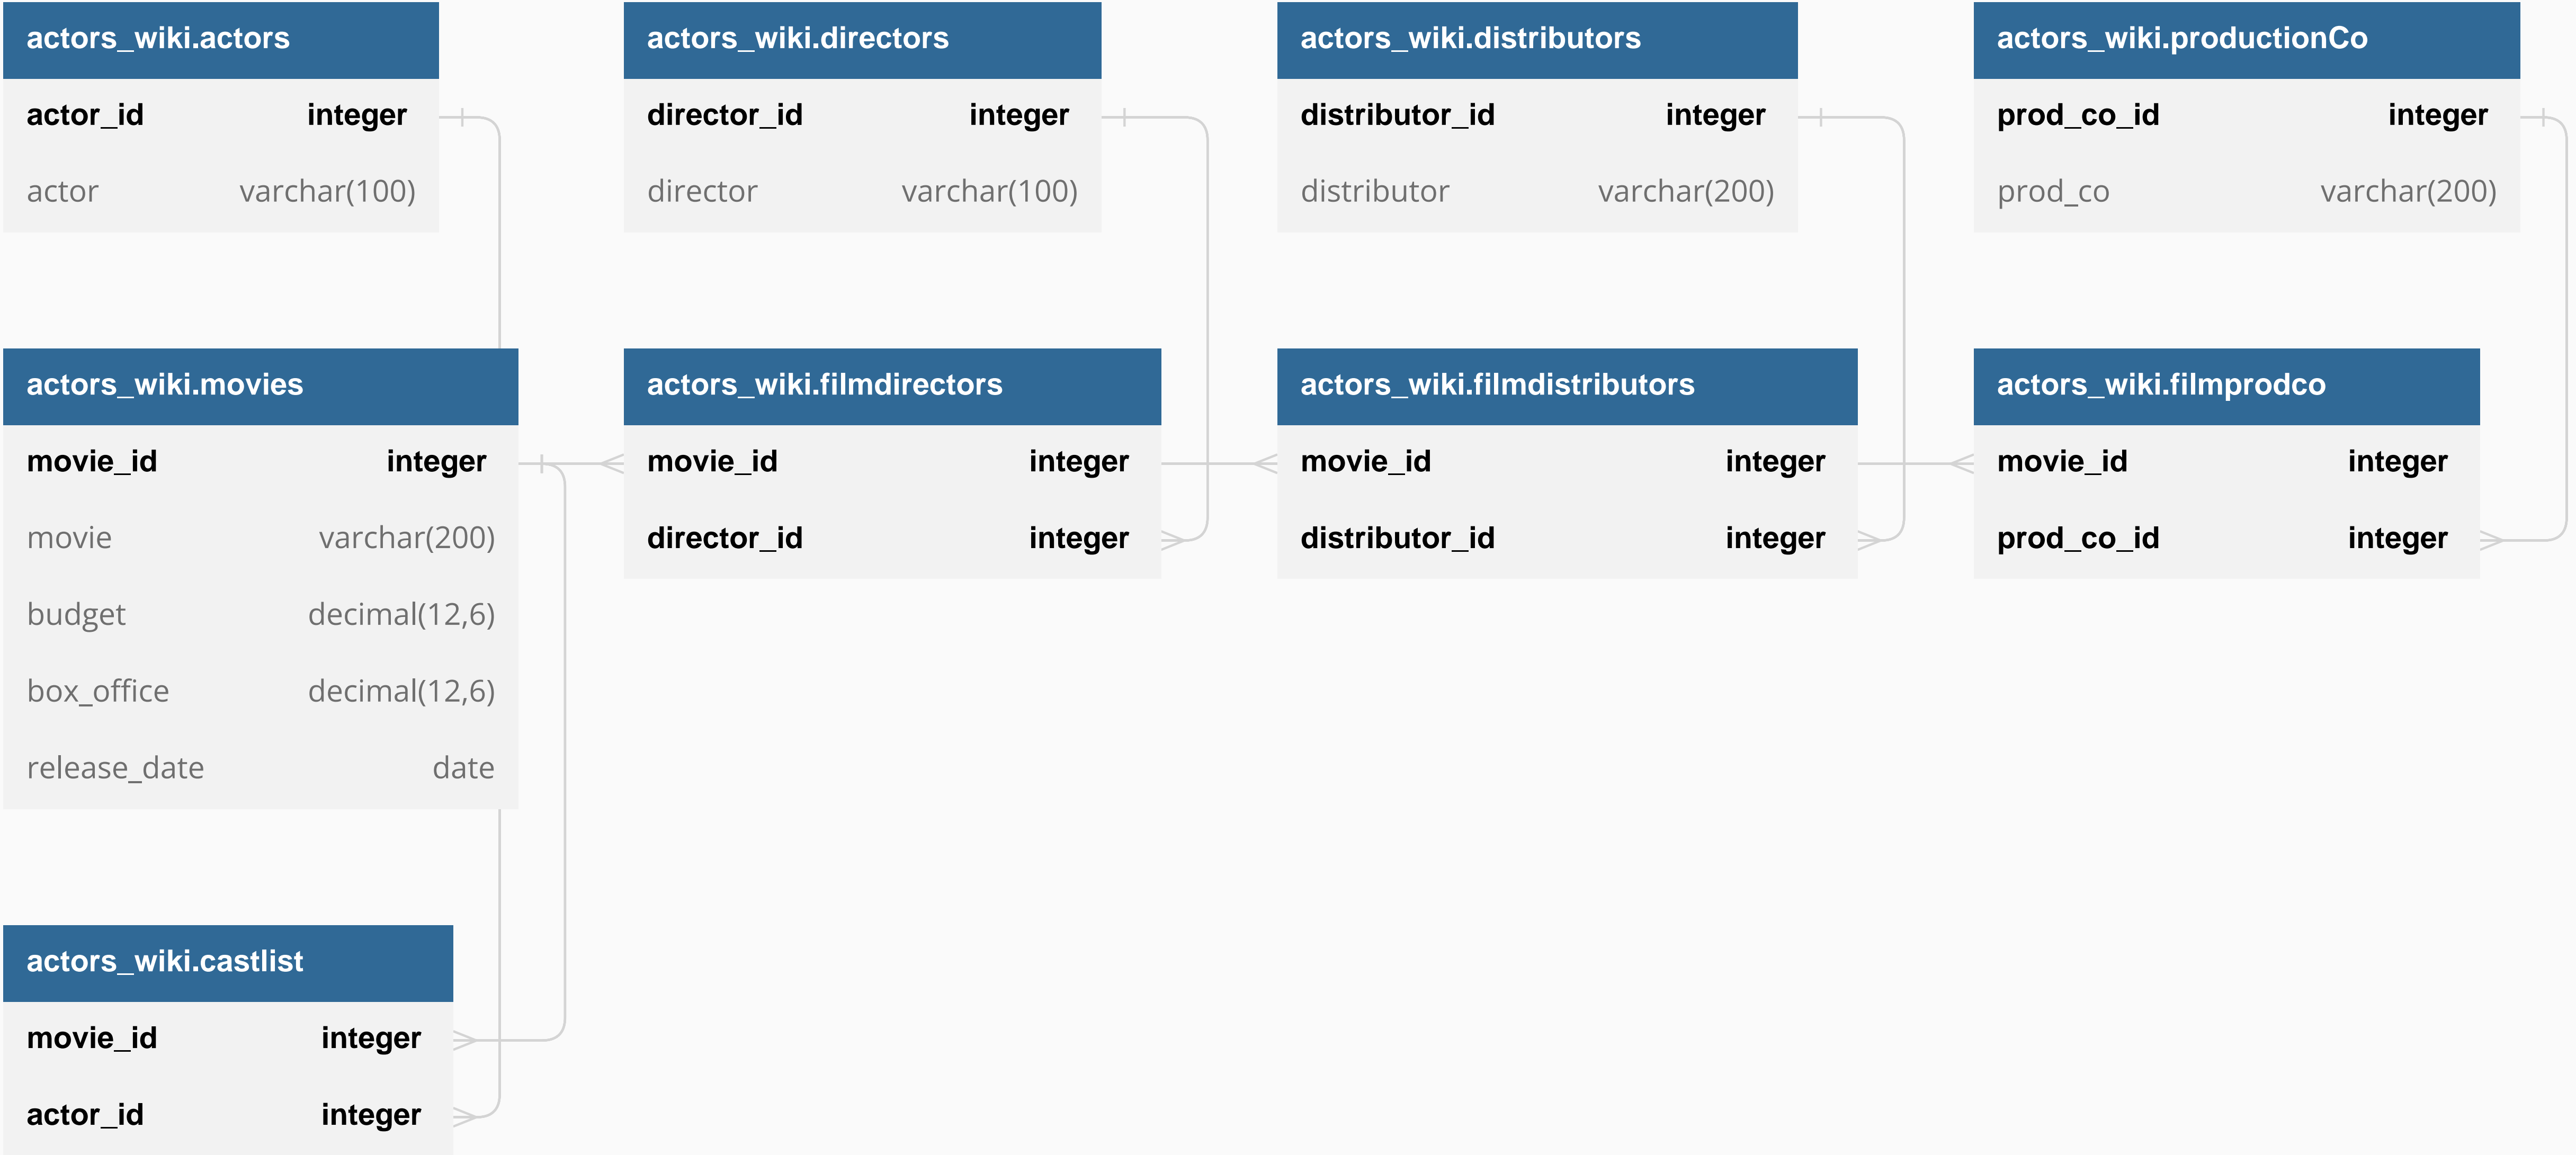 actors_wiki.actors
actor_id integer
actor varchar(100)
actors_wiki.directors
director_id integer
director varchar(100)
actors_wiki.distributors
distributor_id integer
distributor varchar(200)
actors_wiki.productionCo
prod_co_id integer
prod_co varchar(200)
actors_wiki.movies
movie_id integer
movie varchar(200)
budget decimal(12,6)
box_office decimal(12,6)
release_date date
actors_wiki.filmdirectors
movie_id integer
director_id integer
actors_wiki.filmdistributors
movie_id integer
distributor_id integer
actors_wiki.filmprodco
movie_id integer
prod_co_id integer
actors_wiki.castlist
movie_id integer
actor_id integer